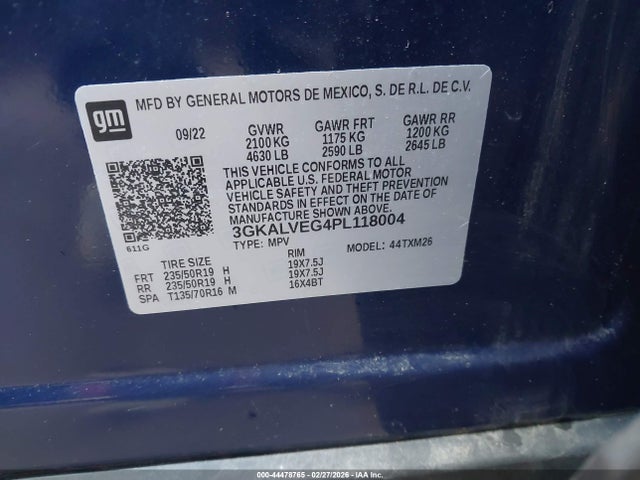 gm
MFD BY GENERAL MOTORS DE MEXICO, S. DE R.L. DE C.V.
09/22 GVWR GAWR FRT GAWR RR
2100 KG 1175 KG 1200 KG
4630 LB 2590 LB 2645 LB
THIS VEHICLE CONFORMS TO ALL
APPLICABLE U.S. FEDERAL MOTOR
VEHICLE SAFETY AND THEFT PREVENTION
STANDARDS IN EFFECT ON THE DATE OF
MANUFACTURE SHOWN ABOVE.
3GKALVEG4PL118004
611G TYPE: MPV MODEL: 44TXM26
TIRE SIZE RIM
FRT 235/50R19 H 19X7.5J
RR 235/50R19 H 19X7.5J
SPA T135/70R16 M 16X4BT
000-44478765 - 02/27/2026 - IAA Inc.